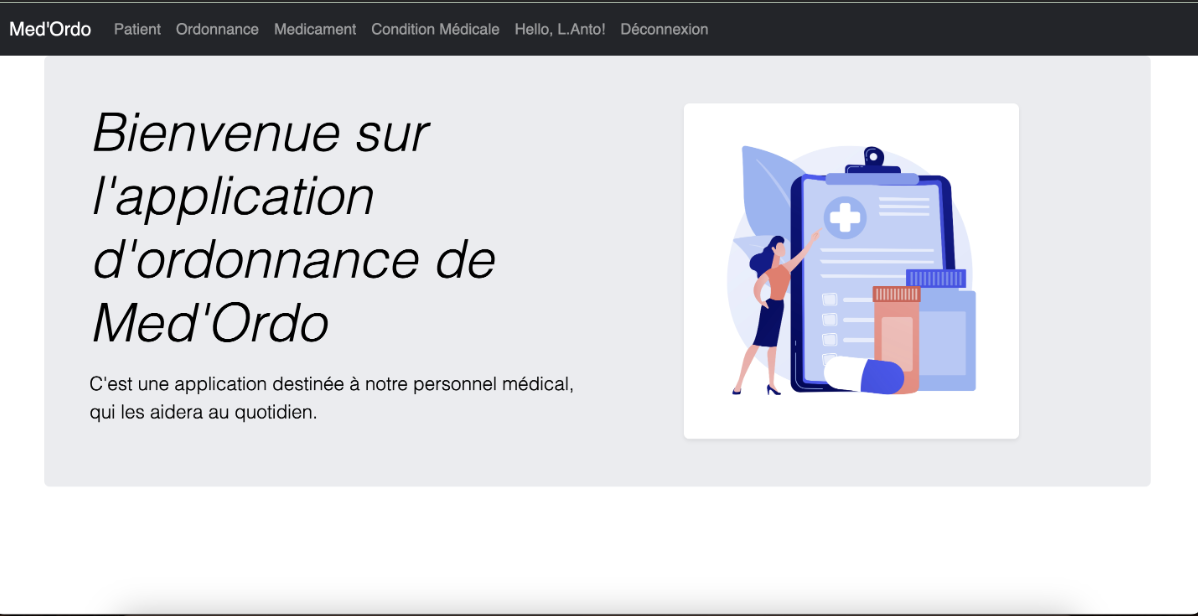 Med'Ordo Patient Ordonnance Medicament Condition Médicale Hello, L.Anto! Déconnexion
Bienvenue sur
l'application
d'ordonnance de
Med'Ordo
C'est une application destinée à notre personnel médical,
qui les aidera au quotidien.